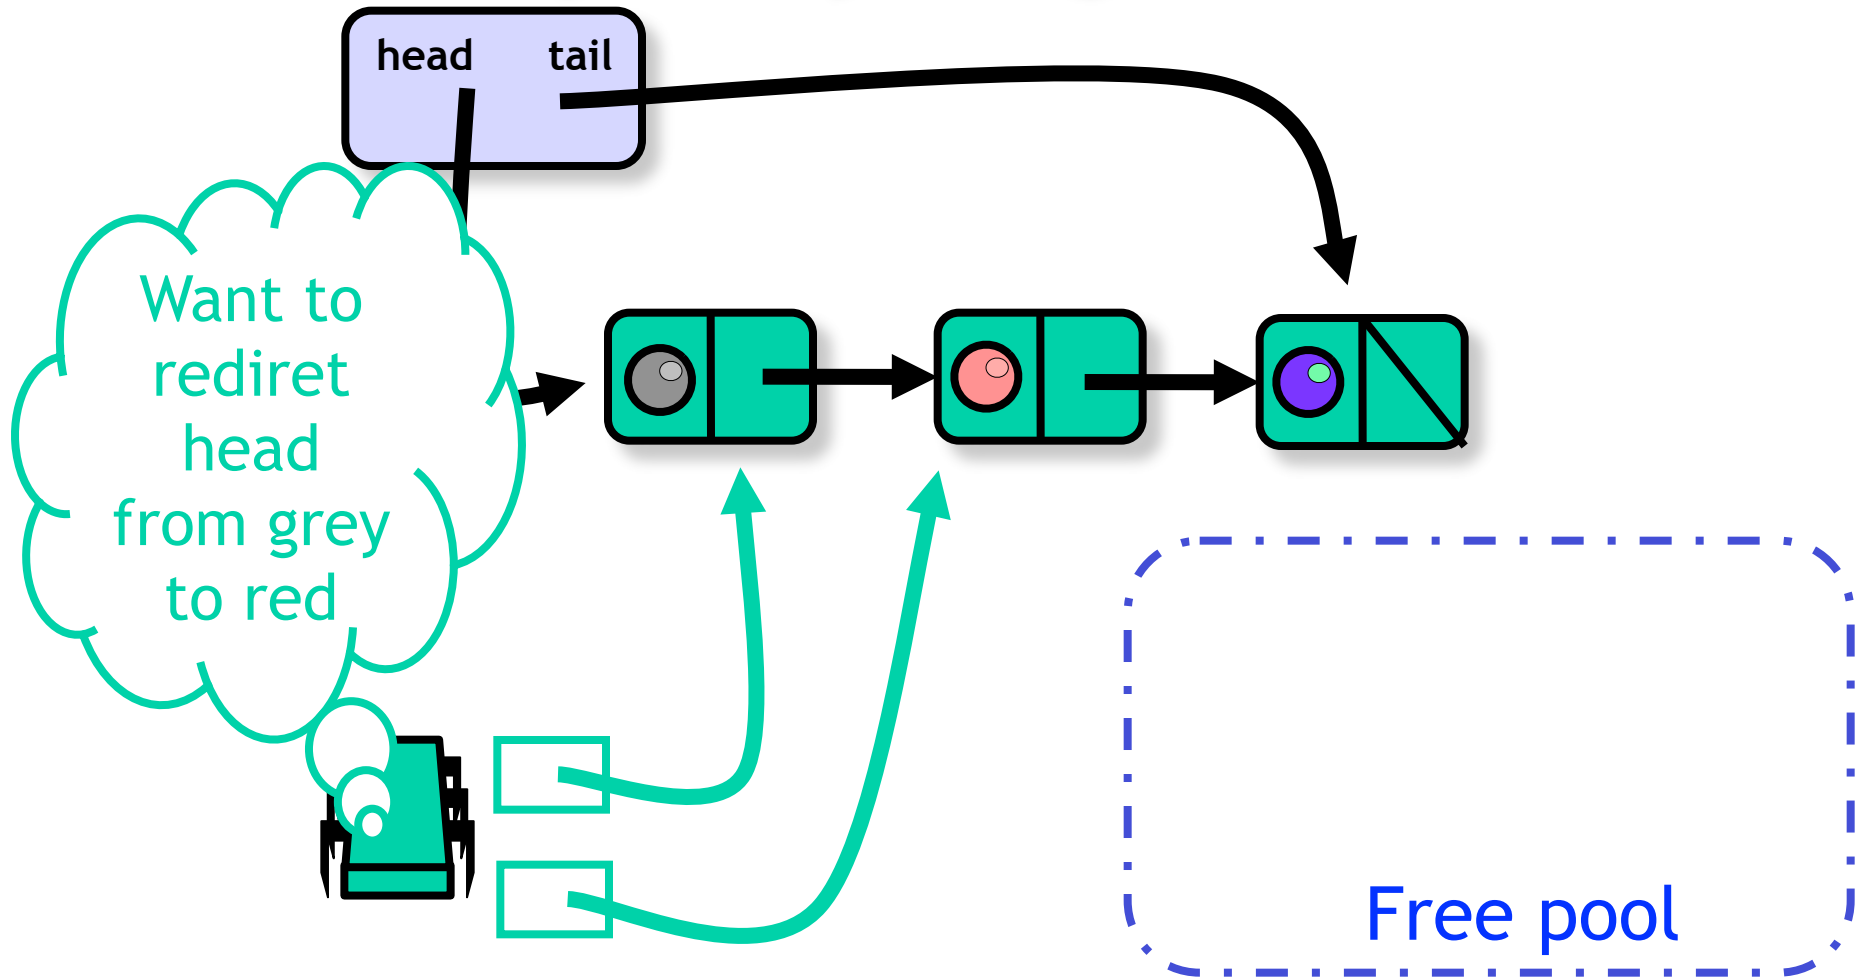 head tail
Want to
rediret
head
from grey
to red
Free pool